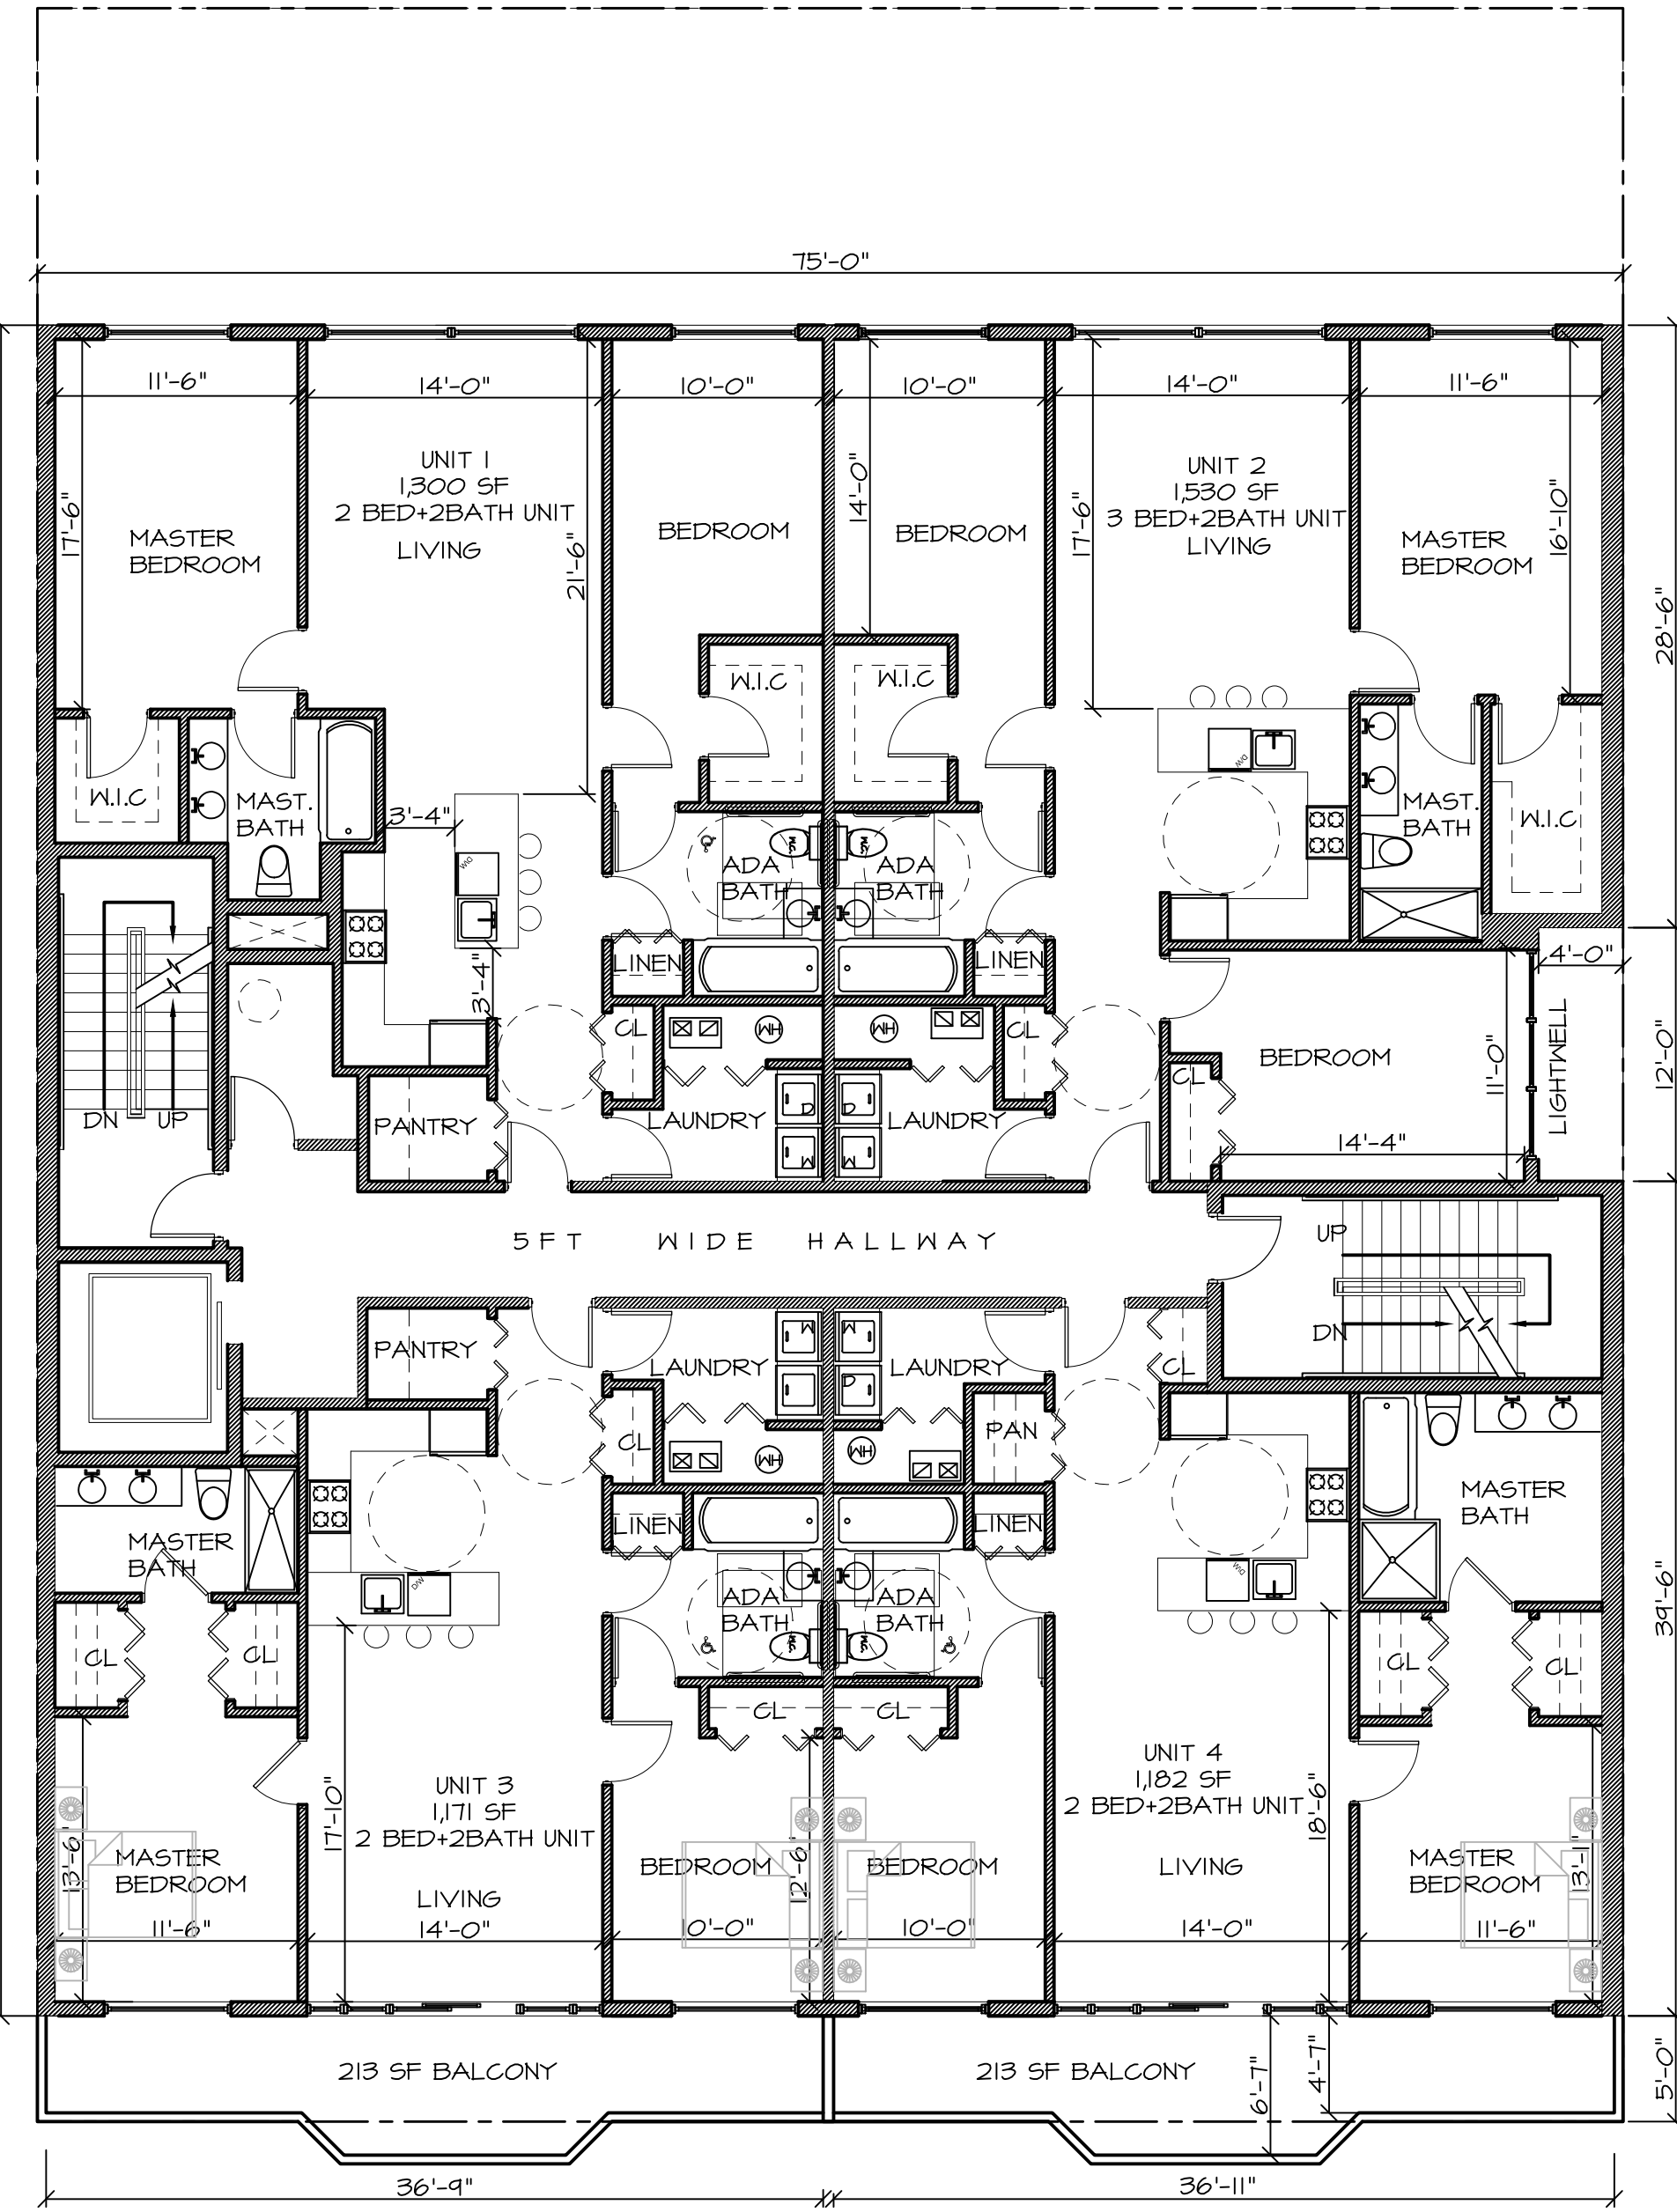 75'-0"
11'-6"
14'-0"
10'-0"
10'-0"
14'-0"
11'-6"
UNIT 1
1,300 SF
2 BED+2BATH UNIT
LIVING
UNIT 2
1,530 SF
3 BED+2BATH UNIT
LIVING
17'-6"
MASTER
BEDROOM
21'-6"
BEDROOM
14'-0"
BEDROOM
17'-6"
MASTER
BEDROOM
16'-10"
28'-6"
W.I.C
W.I.C
W.I.C
MAST.
BATH
3'-4"
D/W
D/W
MAST.
BATH
W.I.C
ADA
BATH
ADA
BATH
LINEN
LINEN
3'-4"
4'-0"
CL
WH
WH
CL
BEDROOM
11'-0"
LIGHTWELL
12'-0"
CL
DN
UP
PANTRY
LAUNDRY
D
W
D
W
LAUNDRY
14'-4"
5FT WIDE HALLWAY
UP
DN
PANTRY
LAUNDRY
W
W
D
LAUNDRY
CL
CL
WH
WH
PAN
MASTER
BATH
LINEN
LINEN
MASTER
BATH
D/W
D/W
ADA
BATH
ADA
BATH
39'-6"
CL
CL
CL
CL
CL
CL
UNIT 3
1,171 SF
2 BED+2BATH UNIT
LIVING
UNIT 4
1,182 SF
2 BED+2BATH UNIT
LIVING
13'-6"
MASTER
BEDROOM
17'-10"
BEDROOM
12'-6"
BEDROOM
18'-6"
MASTER
BEDROOM
11'-6"
14'-0"
10'-0"
10'-0"
14'-0"
11'-6"
213 SF BALCONY
213 SF BALCONY
6'-7"
4'-7"
5'-0"
36'-9"
36'-11"